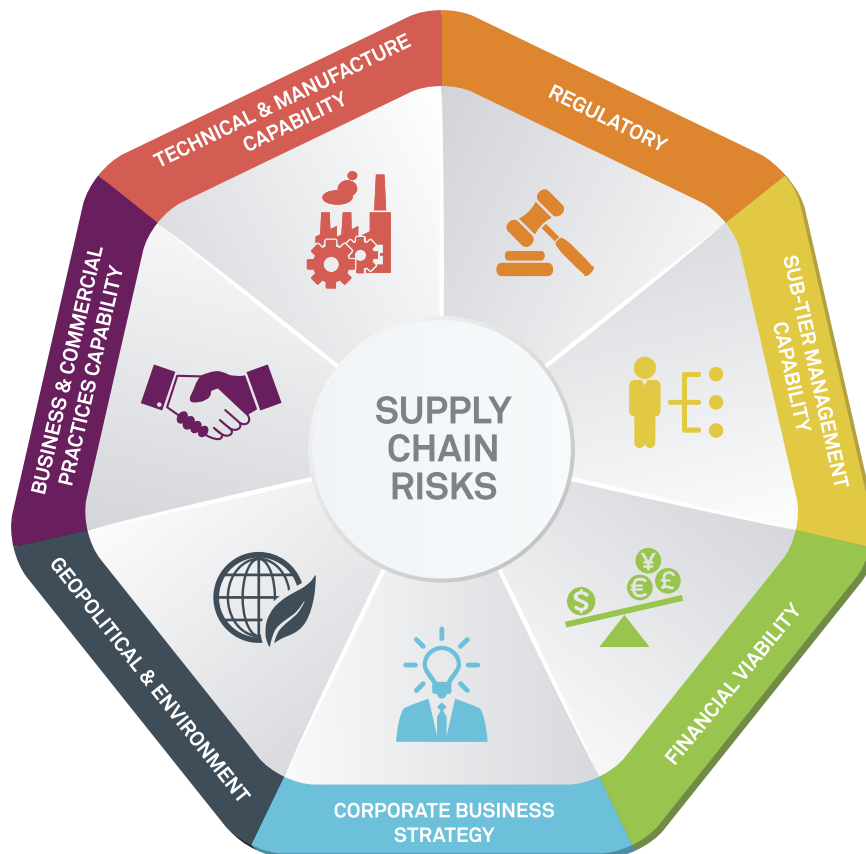 SUPPLY
CHAIN
RISKS
TECHNICAL & MANUFACTURE
CAPABILITY
REGULATORY
SUB-TIER MANAGEMENT
CAPABILITY
$
¥
€
£
FINANCIAL VIABILITY
CORPORATE BUSINESS
STRATEGY
GEOPOLITICAL & ENVIRONMENT
BUSINESS & COMMERCIAL
PRACTICES CAPABILITY